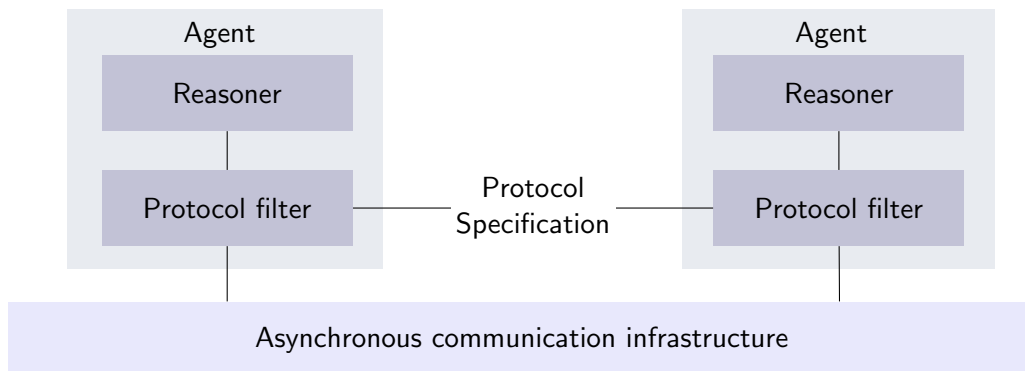 Agent
Agent
Reasoner
Reasoner
Protocol filter
Protocol
Specification
Protocol filter
Asynchronous communication infrastructure